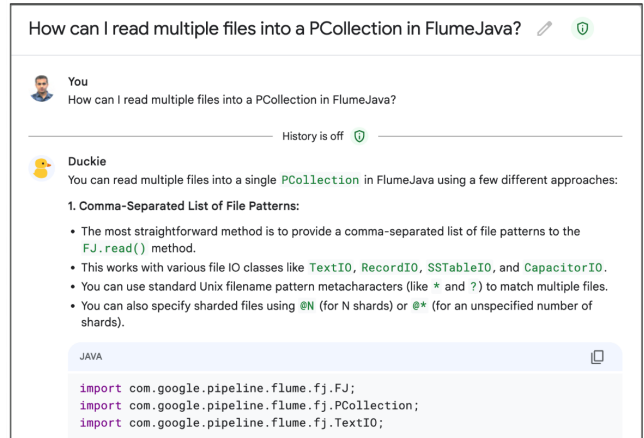 How can I read multiple files into a PCollection in FlumeJava?
You
How can I read multiple files into a PCollection in FlumeJava?
History is off
Duckie
You can read multiple files into a single PCollection in FlumeJava using a few different approaches:
1. Comma-Separated List of File Patterns:
• The most straightforward method is to provide a comma-separated list of file patterns to the
FJ.read() method.
• This works with various file IO classes like TextIO, RecordIO, SSTableIO, and CapacitorIO.
• You can use standard Unix filename pattern metacharacters (like * and ?) to match multiple files.
• You can also specify sharded files using @N (for N shards) or @* (for an unspecified number of
shards).
JAVA
import com.google.pipeline.flume.fj.FJ;
import com.google.pipeline.flume.fj.PCollection;
import com.google.pipeline.flume.fj.TextIO;